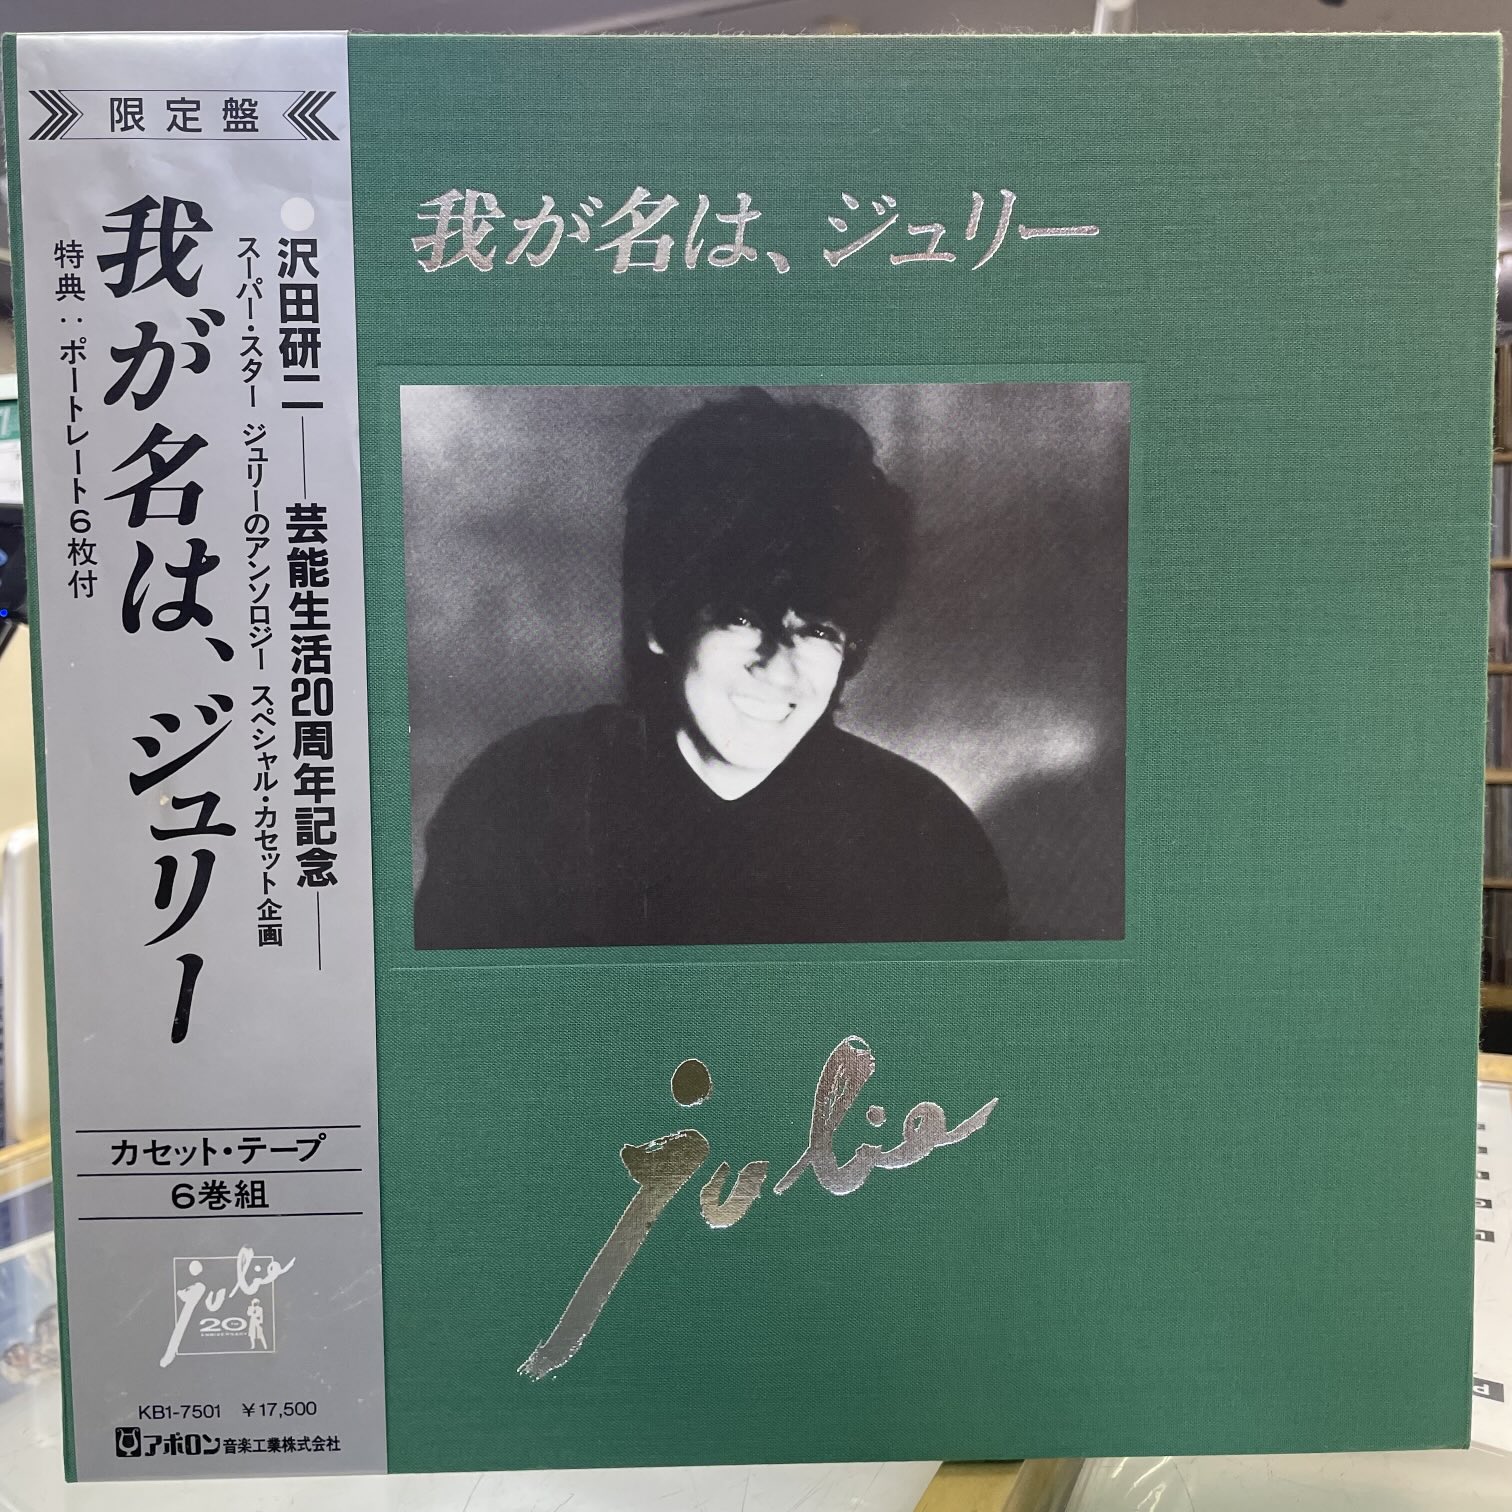 限定盤
沢田研二──芸能生活20周年記念──
スーパー・スター ジュリーのアンソロジー スペシャル・カセット企画
我が名は、ジュリー
特典：ポートレート6枚付
カセット・テープ
6巻組
julie
20
ANNIVERSARY
KB1-7501 ¥17,500
アポロン音楽工業株式会社
我が名は、ジュリー
julie